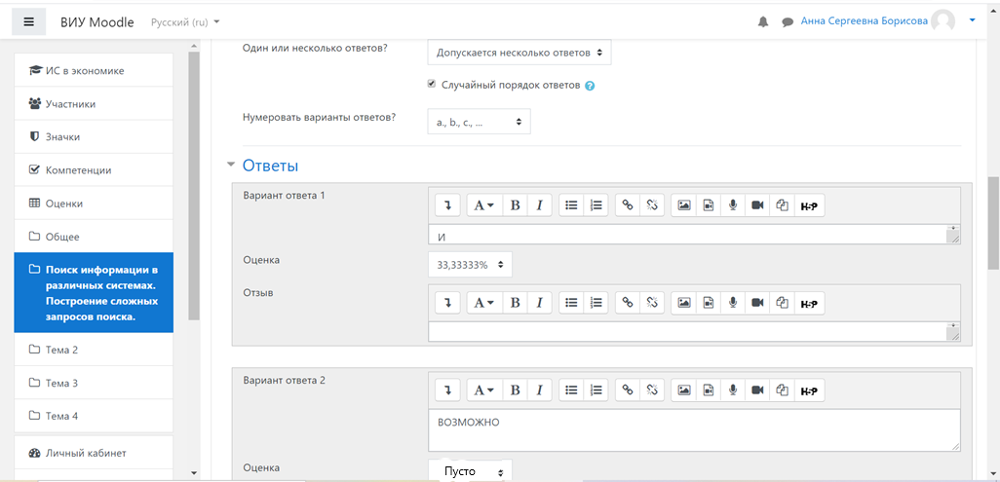 ВИУ Moodle Русский (ru) Анна Сергеевна Борисова
ИС в экономике
Участники
Значки
Компетенции
Оценки
Общее
Поиск информации в
различных системах.
Построение сложных
запросов поиска.
Тема 2
Тема 3
Тема 4
Личный кабинет
Один или несколько ответов? Допускается несколько ответов
Случайный порядок ответов
Нумеровать варианты ответов? a., b., c., ...
Ответы
Вариант ответа 1
A B I H-P
И
Оценка 33,33333%
Отзыв
A B I H-P
Вариант ответа 2
A B I H-P
ВОЗМОЖНО
Оценка Пусто